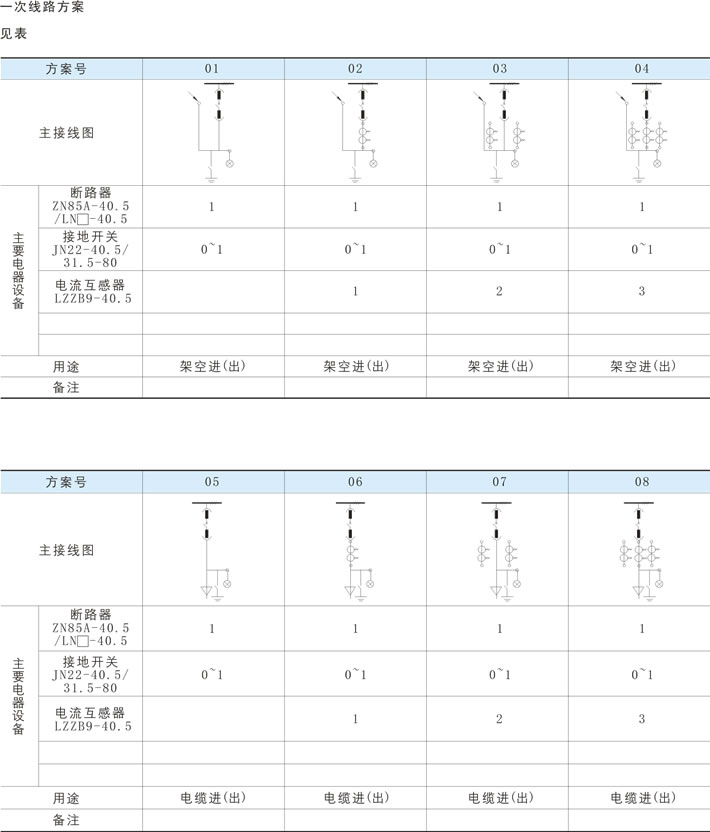 一次线路方案
见表
方案号 01 02 03 04
主接线图
主要电器设备
断路器
ZN85A-40.5
/LN□-40.5
1 1 1 1
接地开关
JN22-40.5/
31.5-80
0~1 0~1 0~1 0~1
电流互感器
LZZB9-40.5
1 2 3
用途 架空进(出) 架空进(出) 架空进(出) 架空进(出)
备注
方案号 05 06 07 08
主接线图
主要电器设备
断路器
ZN85A-40.5
/LN□-40.5
1 1 1 1
接地开关
JN22-40.5/
31.5-80
0~1 0~1 0~1 0~1
电流互感器
LZZB9-40.5
1 2 3
用途 电缆进(出) 电缆进(出) 电缆进(出) 电缆进(出)
备注